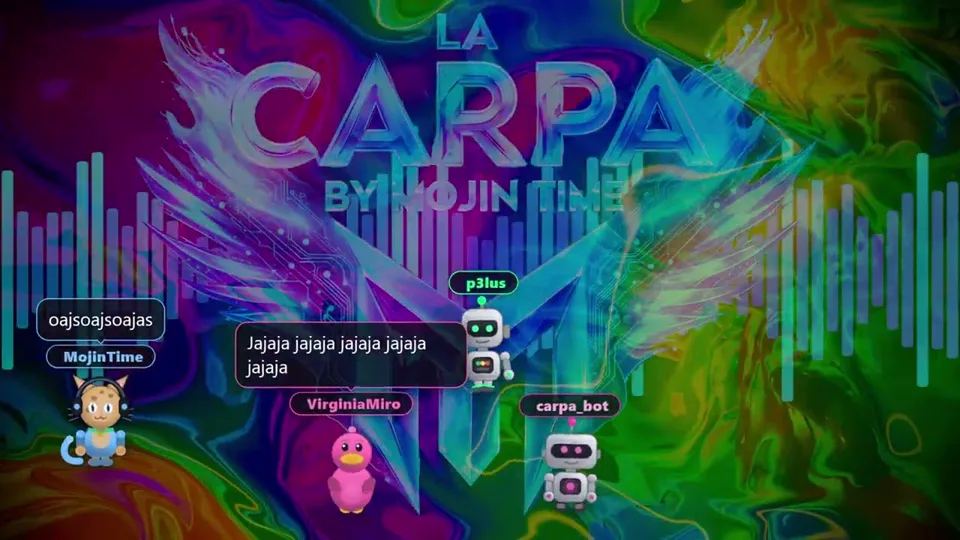 LA
CARPA
BY MOJIN TIME
p3lus
oajsoajsoajas
MojinTime
Jajaja jajaja jajaja jajaja
jajaja
VirginiaMiro
carpa_bot